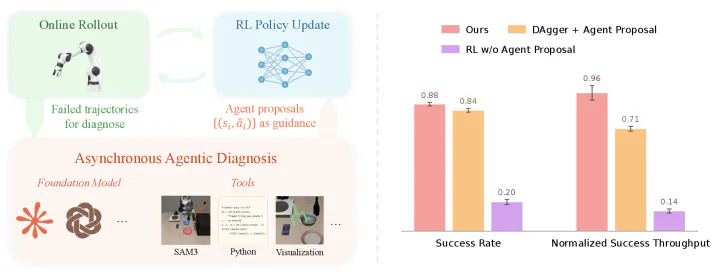 Online Rollout
RL Policy Update
Failed trajectories
for diagnose
Agent proposals
{(sᵢ, âᵢ)} as guidance
Asynchronous Agentic Diagnosis
Foundation Model
Tools
...
...
SAM3
Python
Visualization
Ours
DAgger + Agent Proposal
RL w/o Agent Proposal
0.88
0.84
0.20
0.96
0.71
0.14
Success Rate
Normalized Success Throughput